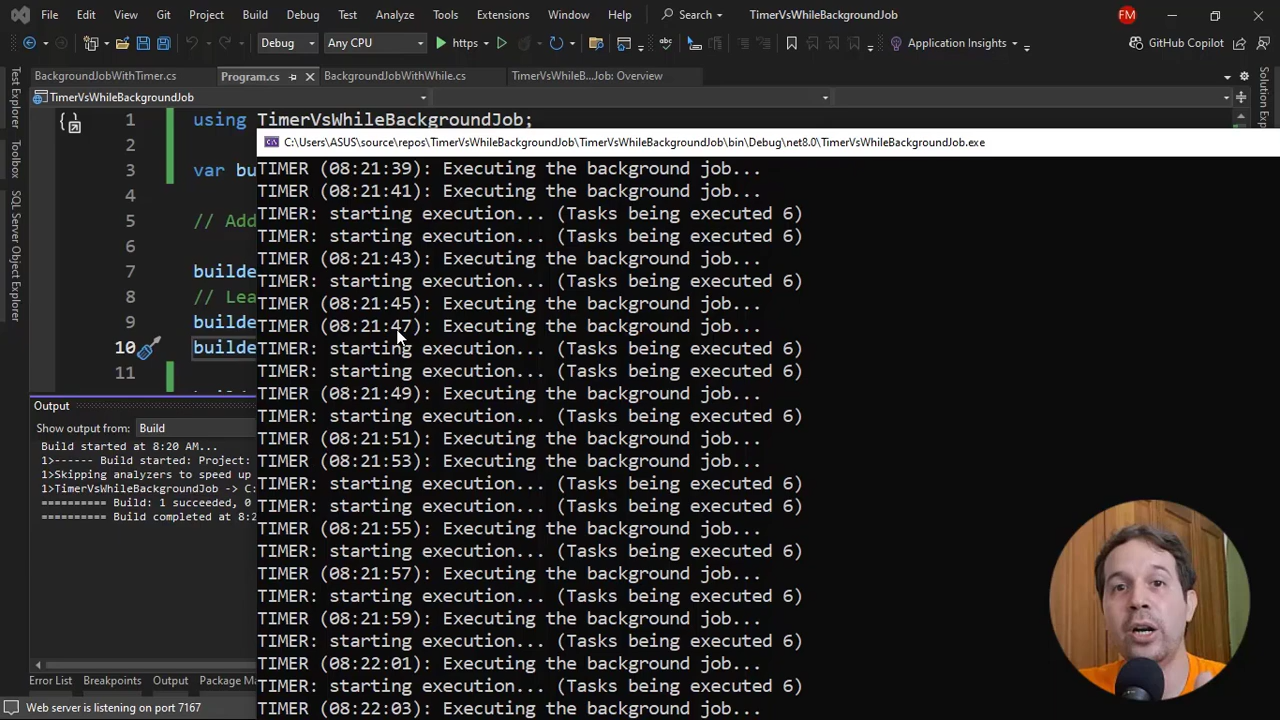 File Edit View Git Project Build Debug Test Analyze Tools Extensions Window Help Search TimerVsWhileBackgroundJob FM
Debug Any CPU https Application Insights GitHub Copilot
BackgroundJobWithTimer.cs Program.cs BackgroundJobWithWhile.cs TimerVsWhileB...Job: Overview
TimerVsWhileBackgroundJob
Test Explorer
Toolbox
SQL Server Object Explorer
Solution Exp
1 using TimerVsWhileBackgroundJob;
2
3 var bu
4
5 // Add
6
7 builde
8 // Lea
9 builde
10 builde
11
C:\Users\ASUS\source\repos\TimerVsWhileBackgroundJob\TimerVsWhileBackgroundJob\bin\Debug\net8.0\TimerVsWhileBackgroundJob.exe
TIMER (08:21:39): Executing the background job...
TIMER (08:21:41): Executing the background job...
TIMER: starting execution... (Tasks being executed 6)
TIMER: starting execution... (Tasks being executed 6)
TIMER (08:21:43): Executing the background job...
TIMER: starting execution... (Tasks being executed 6)
TIMER (08:21:45): Executing the background job...
TIMER (08:21:47): Executing the background job...
TIMER: starting execution... (Tasks being executed 6)
TIMER: starting execution... (Tasks being executed 6)
TIMER (08:21:49): Executing the background job...
TIMER: starting execution... (Tasks being executed 6)
TIMER (08:21:51): Executing the background job...
TIMER (08:21:53): Executing the background job...
TIMER: starting execution... (Tasks being executed 6)
TIMER: starting execution... (Tasks being executed 6)
TIMER (08:21:55): Executing the background job...
TIMER: starting execution... (Tasks being executed 6)
TIMER (08:21:57): Executing the background job...
TIMER: starting execution... (Tasks being executed 6)
TIMER (08:21:59): Executing the background job...
TIMER: starting execution... (Tasks being executed 6)
TIMER (08:22:01): Executing the background job...
TIMER: starting execution... (Tasks being executed 6)
TIMER (08:22:03): Executing the background job...
Output
Show output from: Build
Build started at 8:20 AM...
1>------ Build started: Project:
1>Skipping analyzers to speed up
1>TimerVsWhileBackgroundJob -> C:
========== Build: 1 succeeded, 0
========== Build completed at 8:2
Error List Breakpoints Output Package Ma
Web server is listening on port 7167